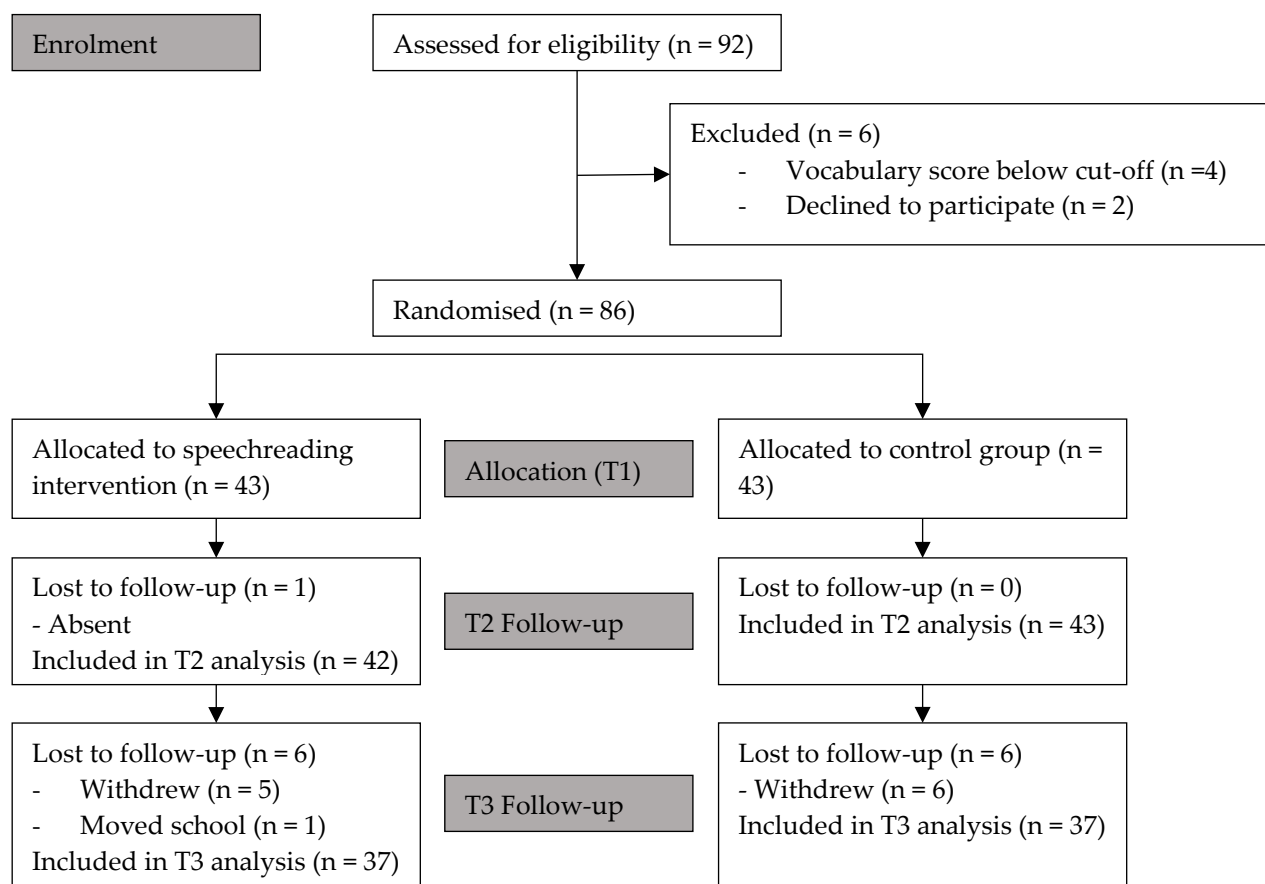 Enrolment
Assessed for eligibility (n = 92)
Excluded (n = 6)
- Vocabulary score below cut-off (n =4)
- Declined to participate (n = 2)
Randomised (n = 86)
Allocated to speechreading
intervention (n = 43)
Allocation (T1)
Allocated to control group (n =
43)
Lost to follow-up (n = 1)
- Absent
Included in T2 analysis (n = 42)
T2 Follow-up
Lost to follow-up (n = 0)
Included in T2 analysis (n = 43)
Lost to follow-up (n = 6)
- Withdrew (n = 5)
- Moved school (n = 1)
Included in T3 analysis (n = 37)
T3 Follow-up
Lost to follow-up (n = 6)
- Withdrew (n = 6)
Included in T3 analysis (n = 37)